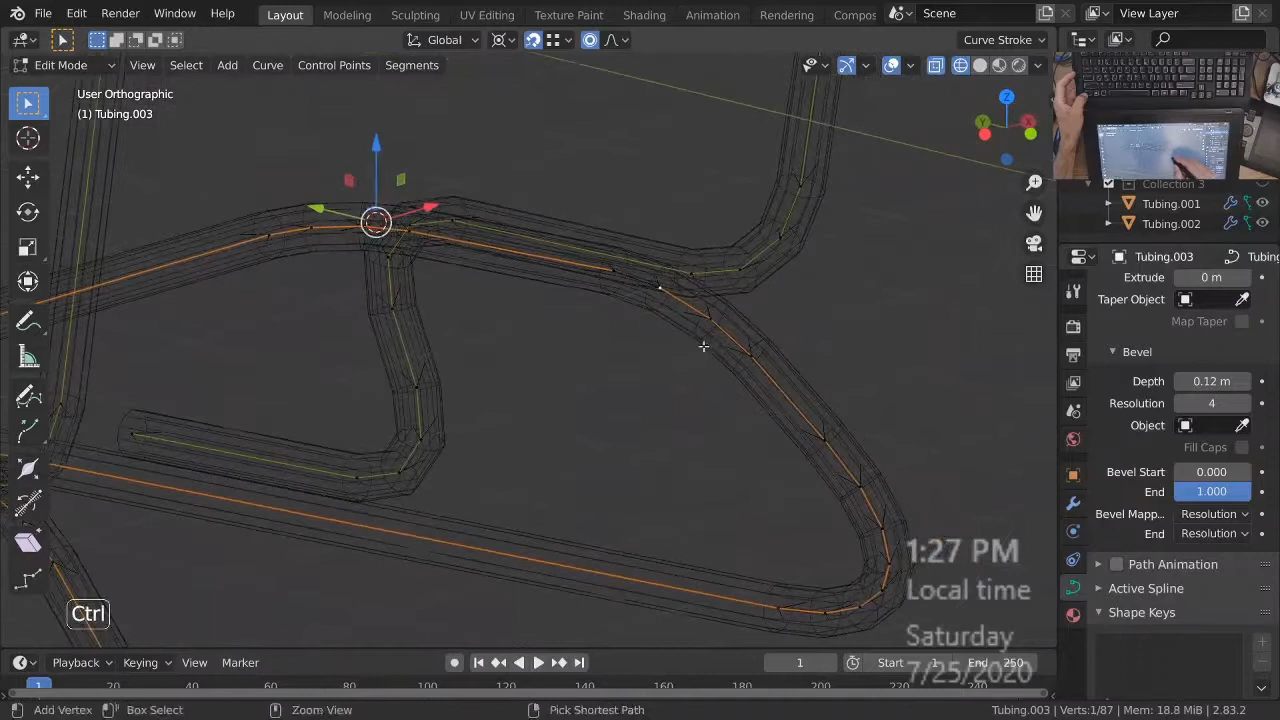 File Edit Render Window Help Layout Modeling Sculpting UV Editing Texture Paint Shading Animation Rendering Compos Scene View Layer
Global Curve Stroke
Edit Mode View Select Add Curve Control Points Segments
User Orthographic
(1) Tubing.003
Z
Y
X
Collection 3
Tubing.001
Tubing.002
Tubing.003 Tubing
Extrude 0 m
Taper Object
Map Taper
Bevel
Depth 0.12 m
Resolution 4
Object
Fill Caps
Bevel Start 0.000
End 1.000
Bevel Mapp... Resolution
End Resolution
Path Animation
Active Spline
Shape Keys
1:27 PM
Local time
Saturday
7/25/2020
Ctrl
Playback Keying View Marker 1 Start 1 End 250
1 20 40 60 80 100 120 140 160 180 200 220 240
Add Vertex Box Select Zoom View Pick Shortest Path Tubing.003 | Verts:1/87 | Mem: 18.8 MiB | 2.83.2